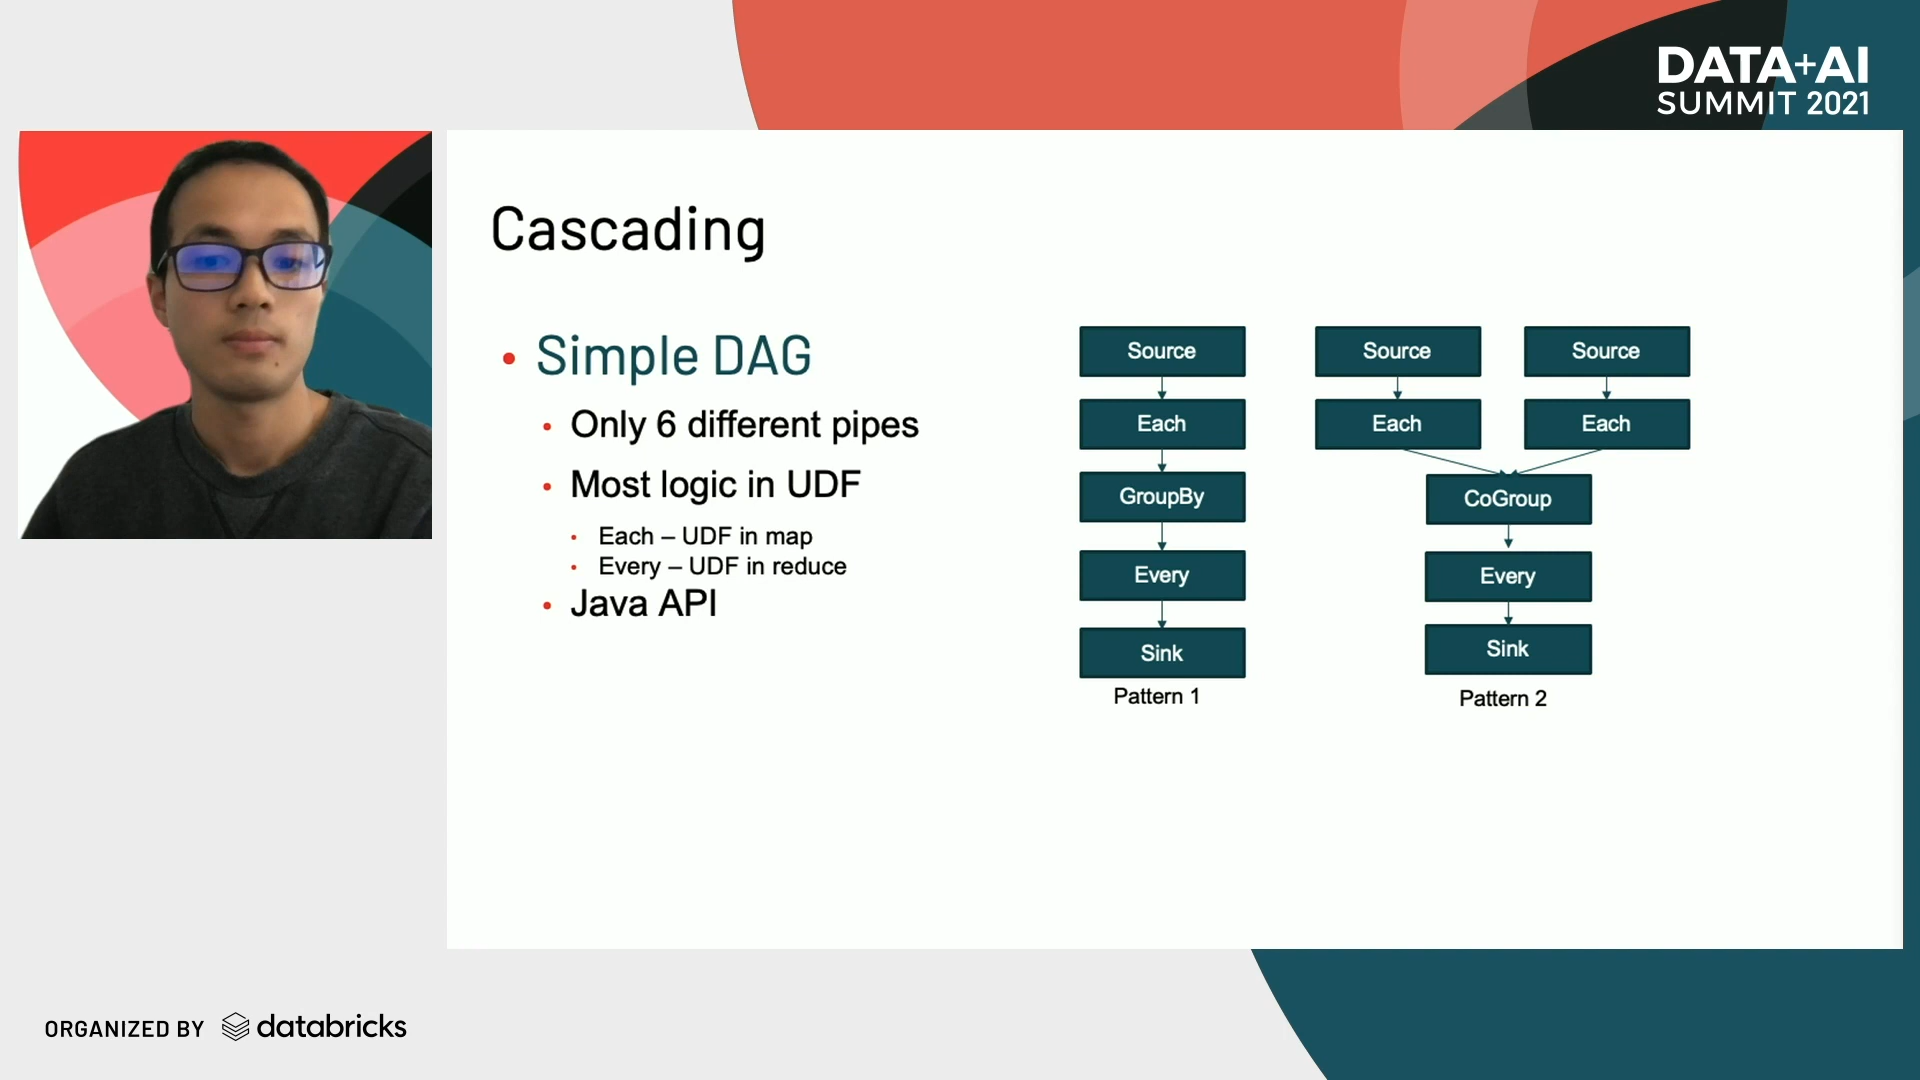 DATA+AI
SUMMIT 2021
Cascading
• Simple DAG
• Only 6 different pipes
• Most logic in UDF
• Each – UDF in map
• Every – UDF in reduce
• Java API
Source
Each
GroupBy
Every
Sink
Pattern 1
Source
Source
Each
Each
CoGroup
Every
Sink
Pattern 2
ORGANIZED BY databricks